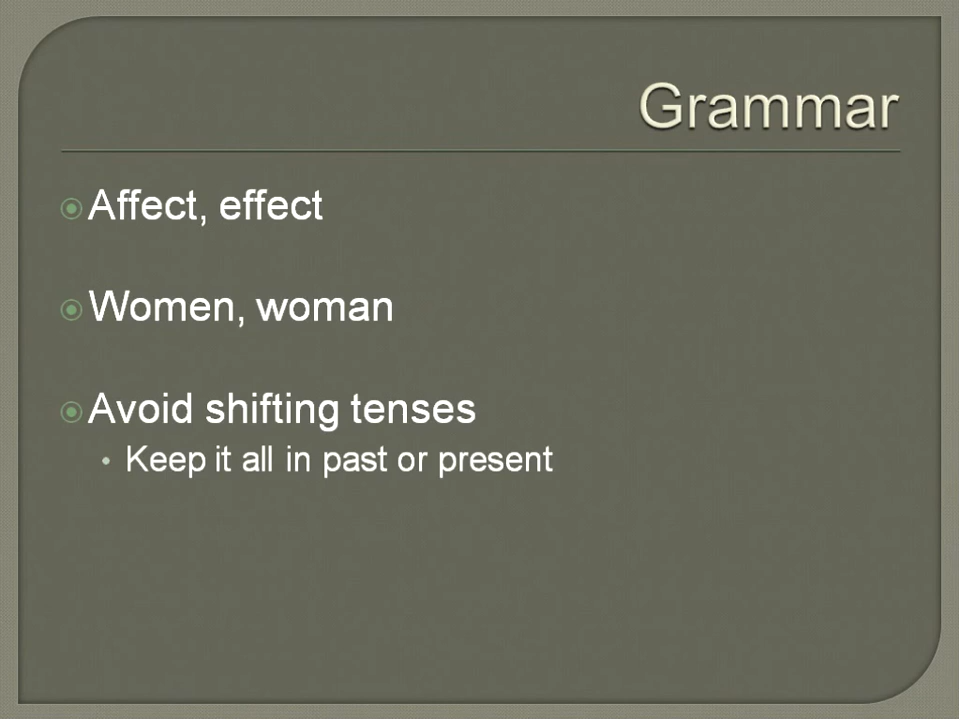 Grammar
Affect, effect
Women, woman
Avoid shifting tenses
Keep it all in past or present